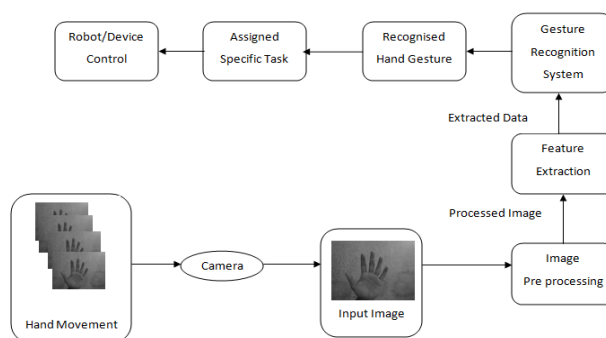 Robot/Device
Control
Assigned
Specific Task
Recognised
Hand Gesture
Gesture
Recognition
System
Extracted Data
Feature
Extraction
Processed Image
Image
Pre processing
Camera
Hand Movement
Input Image